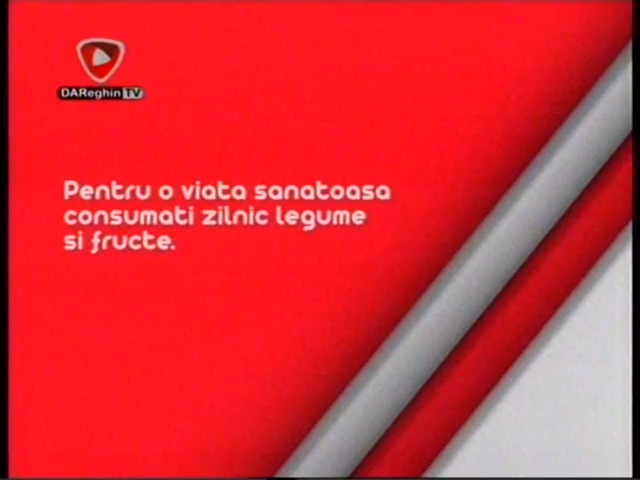 DAReghin TV
Pentru o viata sanatoasa
consumati zilnic legume
si fructe.